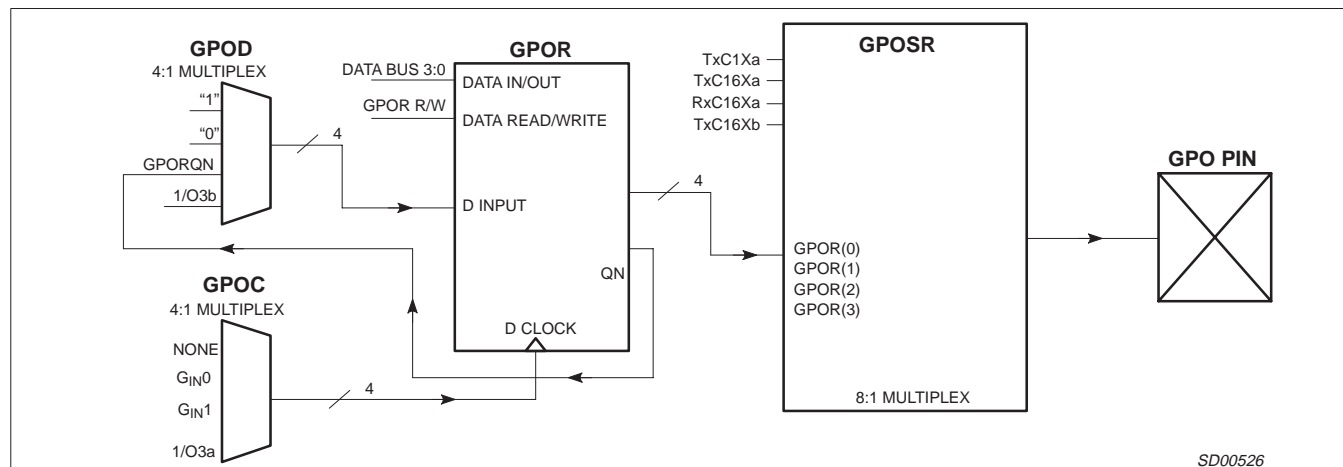 GPOD
4:1 MULTIPLEX
“1”
“0”
GPORQN
1/O3b
4
GPOC
4:1 MULTIPLEX
NONE
GIN0
GIN1
1/O3a
4
GPOR
DATA BUS 3:0
DATA IN/OUT
GPOR R/W
DATA READ/WRITE
D INPUT
QN
D CLOCK
4
GPOSR
TxC1Xa
TxC16Xa
RxC16Xa
TxC16Xb
GPOR(0)
GPOR(1)
GPOR(2)
GPOR(3)
8:1 MULTIPLEX
GPO PIN
SD00526